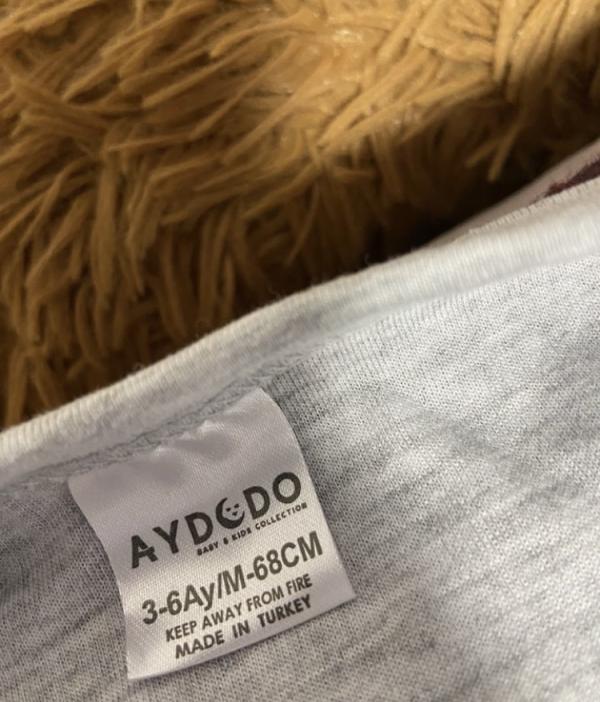 AYDODO
BABY & KIDS COLLECTION
3-6Ay/M-68CM
KEEP AWAY FROM FIRE
MADE IN TURKEY